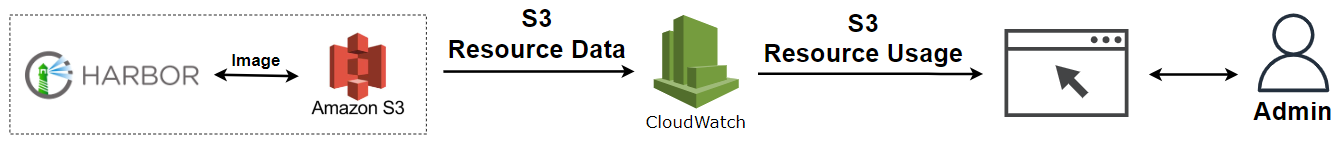 HARBOR
Image
Amazon S3
S3
Resource Data
CloudWatch
S3
Resource Usage
Admin